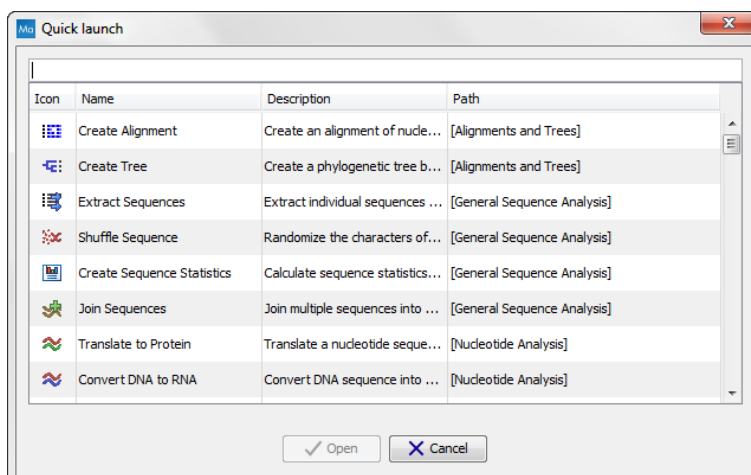 Ma Quick launch
Icon Name Description Path
Create Alignment Create an alignment of nucle... [Alignments and Trees]
Create Tree Create a phylogenetic tree b... [Alignments and Trees]
Extract Sequences Extract individual sequences ... [General Sequence Analysis]
Shuffle Sequence Randomize the characters of... [General Sequence Analysis]
Create Sequence Statistics Calculate sequence statistics... [General Sequence Analysis]
Join Sequences Join multiple sequences into ... [General Sequence Analysis]
Translate to Protein Translate a nucleotide seque... [Nucleotide Analysis]
Convert DNA to RNA Convert DNA sequence into ... [Nucleotide Analysis]
Open Cancel